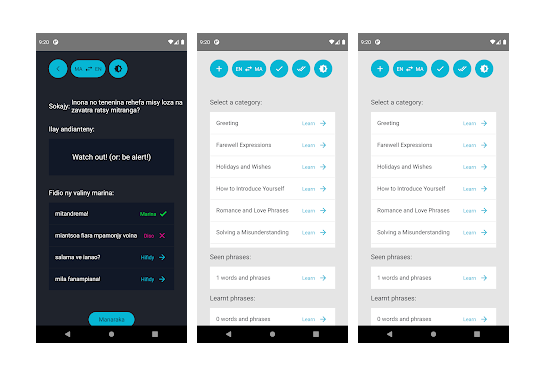 9:20
MA EN
Sokajy: Inona no tenenina rehefa misy loza na
zavatra ratsy mitranga?
Ilay andianteny:
Watch out! (or: be alert!)
Fidio ny valiny marina:
mitandrema! Marina
miantsoa fiara mpamonjy voina Diso
salama ve ianao? Hifidy
mila fanampiana! Hifidy
Manaraka
9:20
EN MA
Select a category:
Greeting Learn
Farewell Expressions Learn
Holidays and Wishes Learn
How to Introduce Yourself Learn
Romance and Love Phrases Learn
Solving a Misunderstanding Learn
Seen phrases:
1 words and phrases Learn
Learnt phrases:
0 words and phrases Learn
9:20
EN MA
Select a category:
Greeting Learn
Farewell Expressions Learn
Holidays and Wishes Learn
How to Introduce Yourself Learn
Romance and Love Phrases Learn
Solving a Misunderstanding Learn
Seen phrases:
1 words and phrases Learn
Learnt phrases:
0 words and phrases Learn